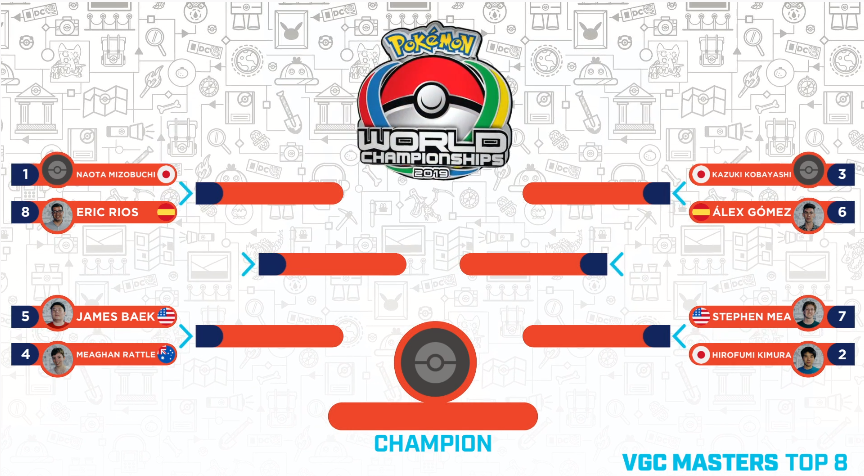 POKÉMON
WORLD
CHAMPIONSHIPS
2019
1 NAOTA MIZOBUCHI
8 ERIC RIOS
5 JAMES BAEK
4 MEAGHAN RATTLE
KAZUKI KOBAYASHI 3
ÁLEX GÓMEZ 6
STEPHEN MEA 7
HIROFUMI KIMURA 2
CHAMPION
VGC MASTERS TOP 8